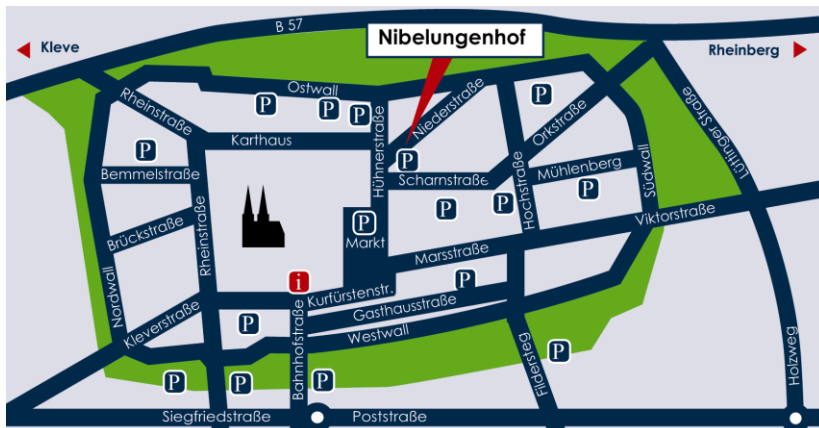 B 57
Kleve
Nibelungenhof
Rheinberg
Ostwall
P
P
P
P
Rheinstraße
Niederstraße
Orkstraße
Lüttinger Straße
Karthaus
Hühnerstraße
P
P
Bemmelstraße
Scharnstraße
Mühlenberg
Südwall
Hochstraße
P
P
P
P
Markt
Viktorstraße
Brückstraße
Rheinstraße
Marsstraße
Nordwall
i
P
Kurfürstenstr.
Gasthausstraße
Kleverstraße
P
Westwall
Bahnhofstraße
P
Fildersteg
Holzweg
P
P
P
Siegfriedstraße
Poststraße